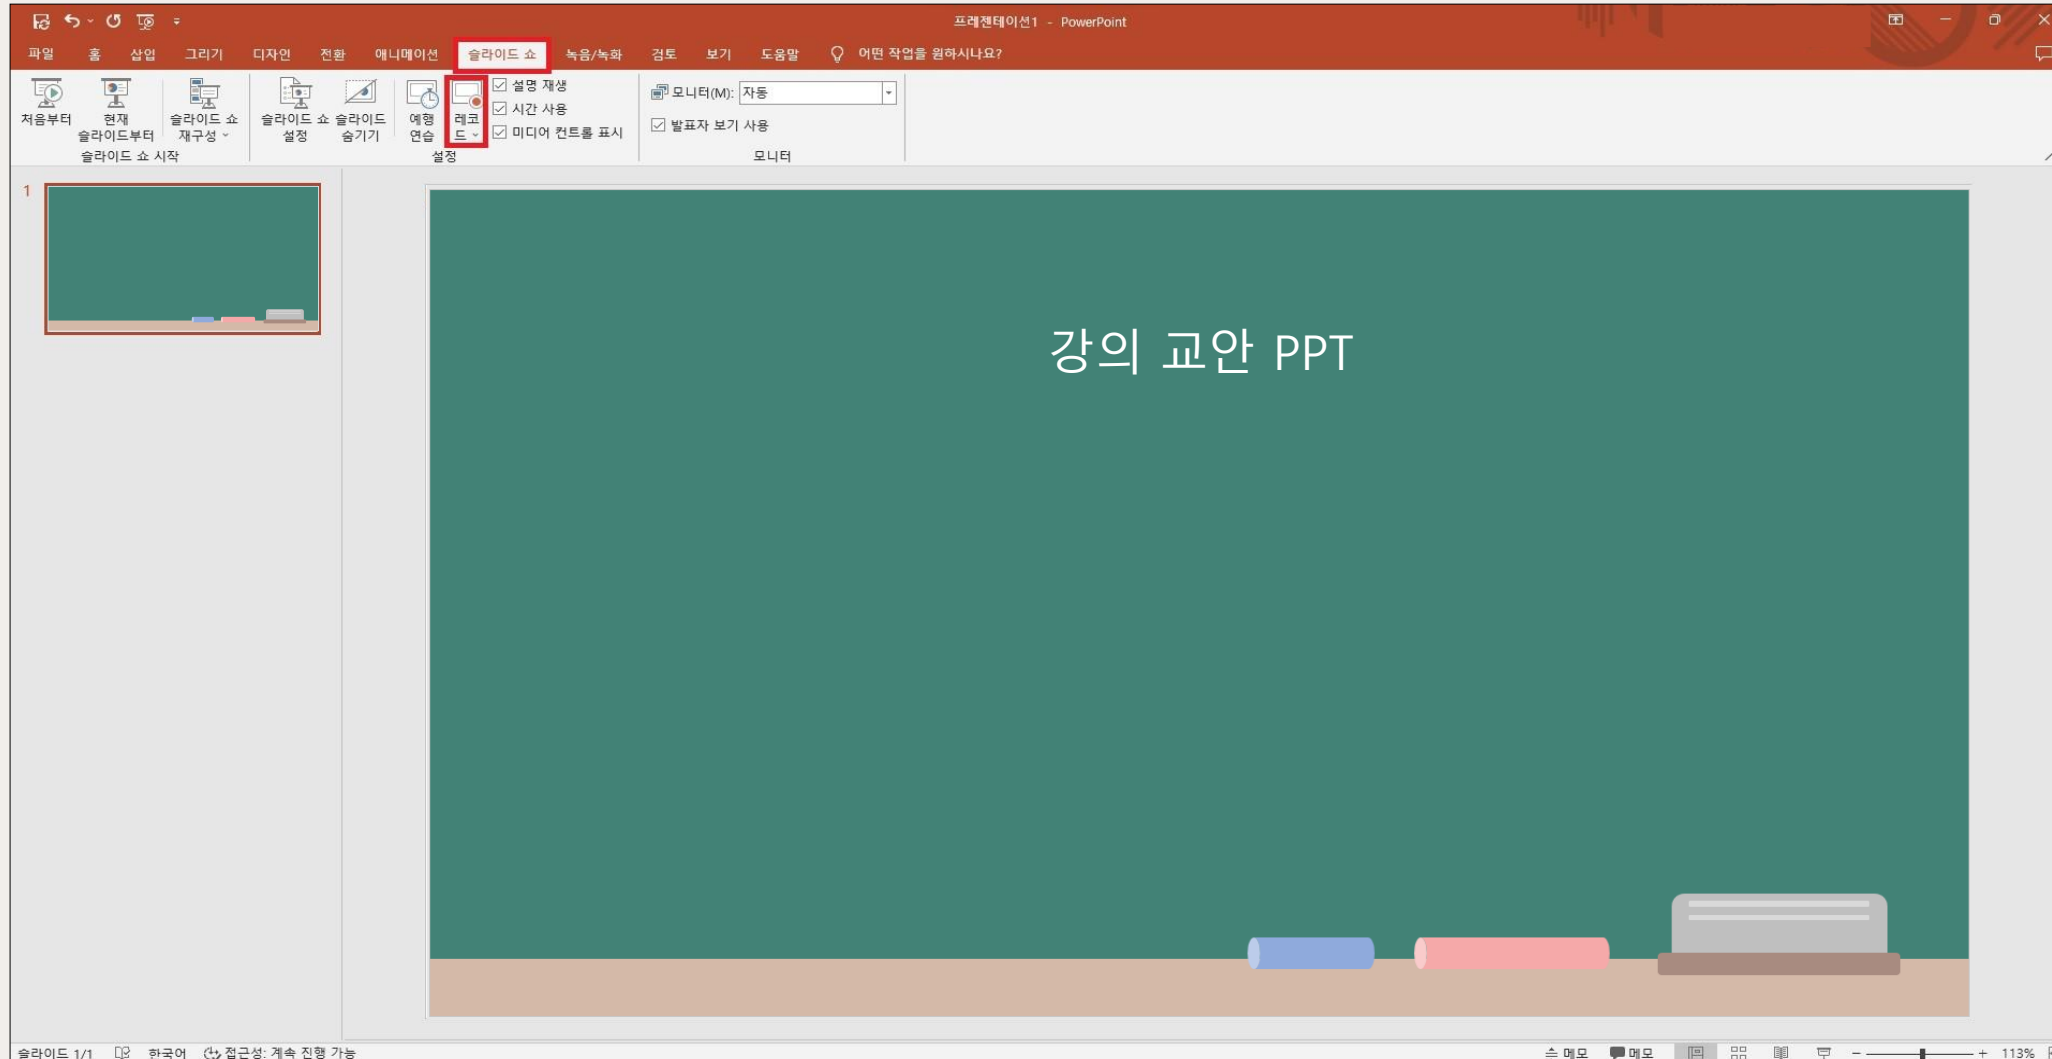 프레젠테이션1 - PowerPoint
파일 홈 삽입 그리기 디자인 전환 애니메이션 슬라이드 쇼 녹음/녹화 검토 보기 도움말 어떤 작업을 원하시나요?
처음부터
현재
슬라이드부터
슬라이드 쇼
재구성
슬라이드 쇼 시작
슬라이드 쇼
설정
슬라이드
숨기기
예행
연습
레코
드
설명 재생
시간 사용
미디어 컨트롤 표시
설정
모니터(M): 자동
발표자 보기 사용
모니터
1
강의 교안 PPT
슬라이드 1/1 한국어 접근성: 계속 진행 가능 메모 메모 113%